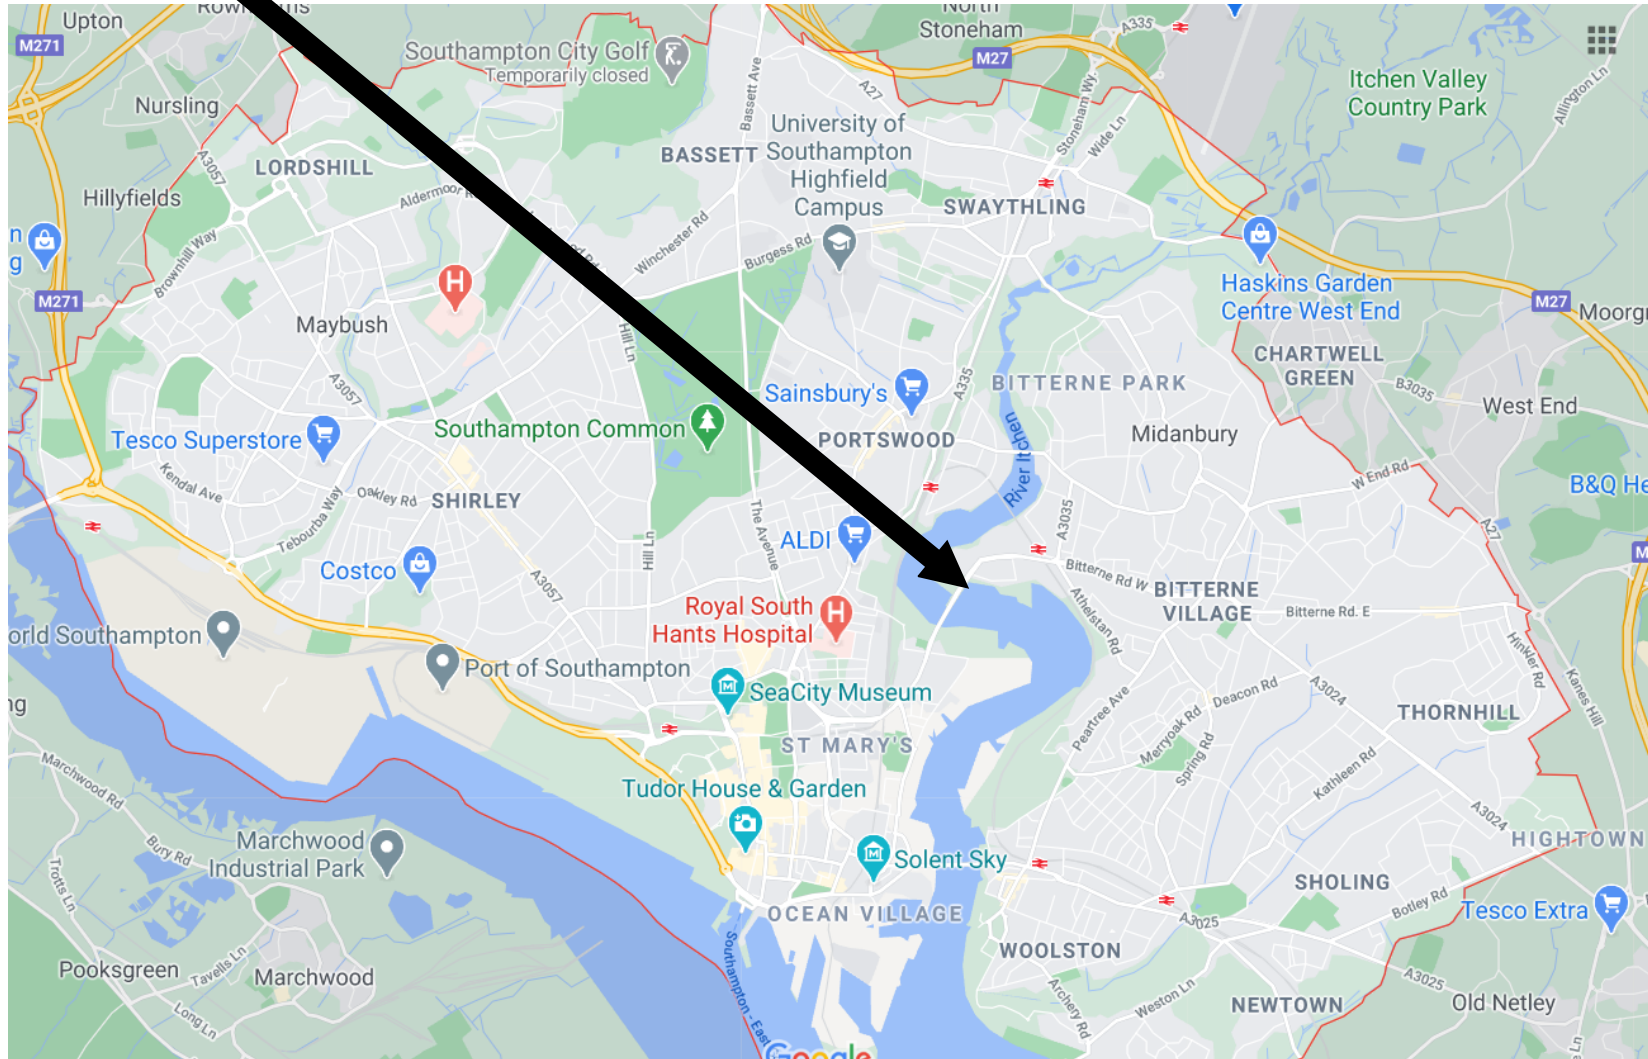 Upton
North
Stoneham
A335
M271
Southampton City Golf
Temporarily closed
M27
Itchen Valley
Country Park
Allington Ln
Nursling
Bassett Ave
A27
Stoneham Wy.
Wide Ln
University of
Southampton
Highfield
Campus
BASSETT
LORDSHILL
A3057
Hillyfields
SWAYTHLING
Brownhill Way
Winchester Rd
Burgess Rd
Haskins Garden
Centre West End
M271
M27
Maybush
Hill Ln
CHARTWELL
GREEN
A3057
Sainsbury's
A335
BITTERNE PARK
B3035
West End
Tesco Superstore
Southampton Common
PORTSWOOD
River Itchen
Midanbury
Kendal Ave
Oakley Rd
SHIRLEY
W End Rd
Tebourba Way
Hill Ln
The Avenue
ALDI
A3035
A27
Costco
A3057
Bitterne Rd W
BITTERNE
VILLAGE
Bitterne Rd. E
Athelstan Rd
Royal South
Hants Hospital
Southampton
Port of Southampton
Hinkler Rd
Kanes Hill
SeaCity Museum
Peartree Ave
Merryoak Rd
Deacon Rd
A3024
THORNHILL
ST MARY'S
Spring Rd
Kathleen Rd
Marchwood Rd
Tudor House & Garden
A3024
HIGHTOWN
Marchwood
Industrial Park
Bury Rd
Trotts Ln
Solent Sky
SHOLING
Botley Rd
Tesco Extra
OCEAN VILLAGE
A3025
WOOLSTON
Pooksgreen
Tavells Ln
Marchwood
Southampton - East
A3025
Long Ln
Archery Rd
Weston Ln
NEWTOWN
Old Netley
Google